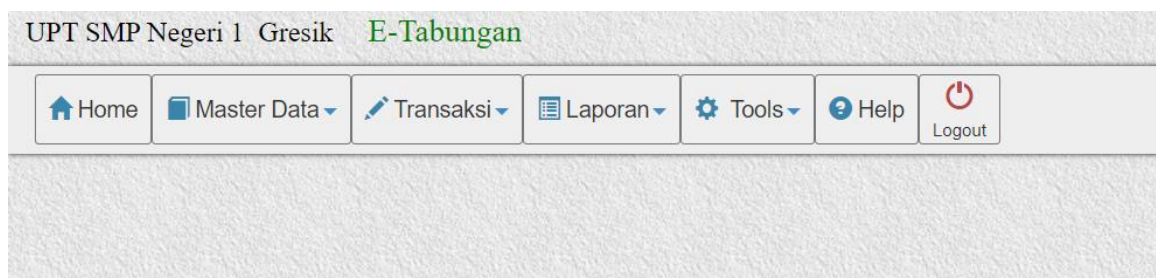 UPT SMP Negeri 1 Gresik E-Tabungan
Home Master Data Transaksi Laporan Tools Help Logout